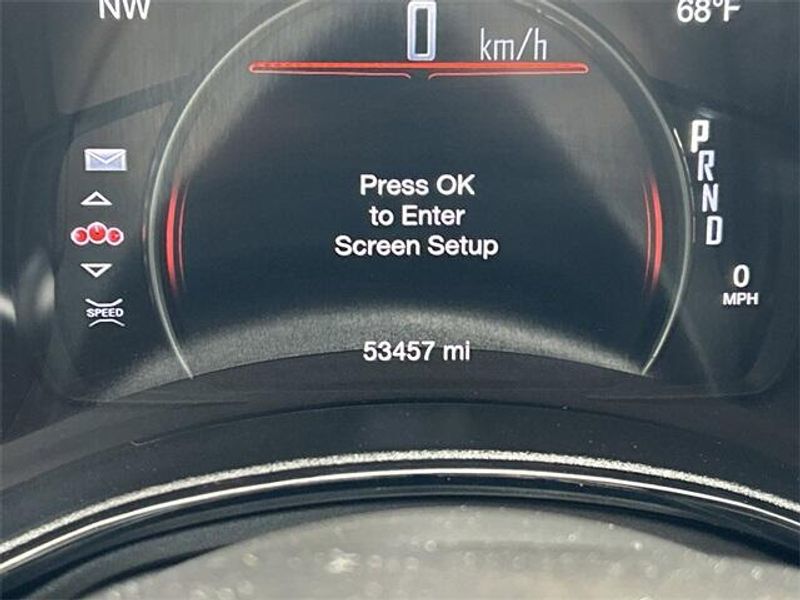 NW
0 km/h
68°F
P
R
N
D
Press OK
to Enter
Screen Setup
SPEED
0
MPH
53457 mi